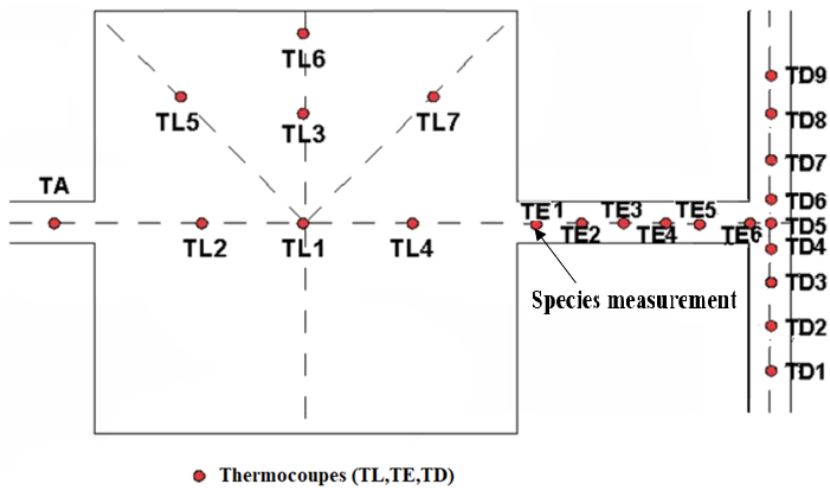 TL6
TD9
TL5
TL3
TL7
TD8
TD7
TA
TE1
TE3
TE5
TD6
TL2
TL1
TL4
TE2
TE4
TE6
TD5
TD4
TD3
Species measurement
TD2
TD1
Thermocoupes (TL,TE,TD)